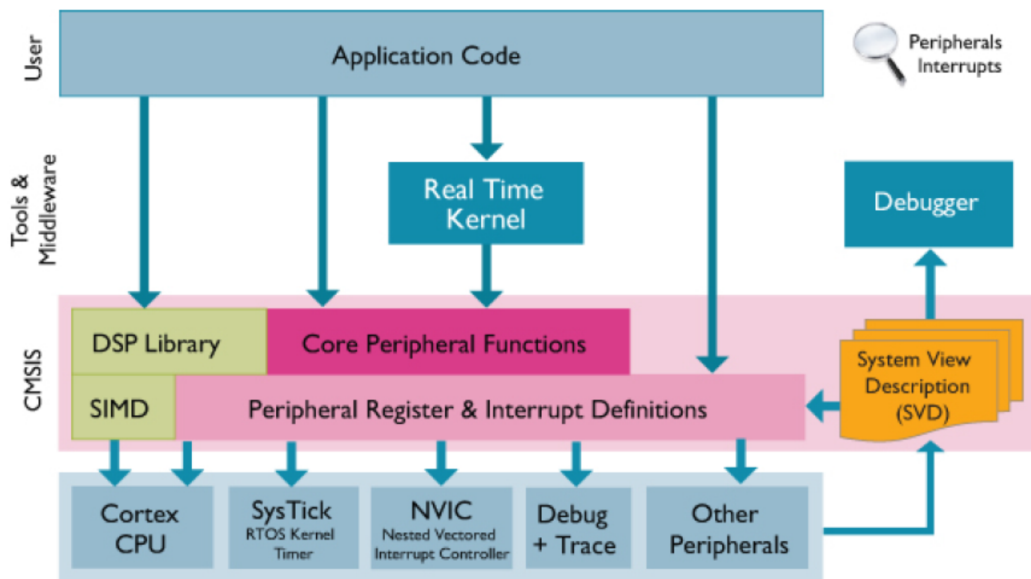 User
Application Code
Peripherals
Interrupts
Tools &
Middleware
Real Time
Kernel
Debugger
CMSIS
DSP Library
Core Peripheral Functions
System View
Description
(SVD)
SIMD
Peripheral Register & Interrupt Definitions
Cortex
CPU
SysTick
RTOS Kernel
Timer
NVIC
Nested Vectored
Interrupt Controller
Debug
+ Trace
Other
Peripherals